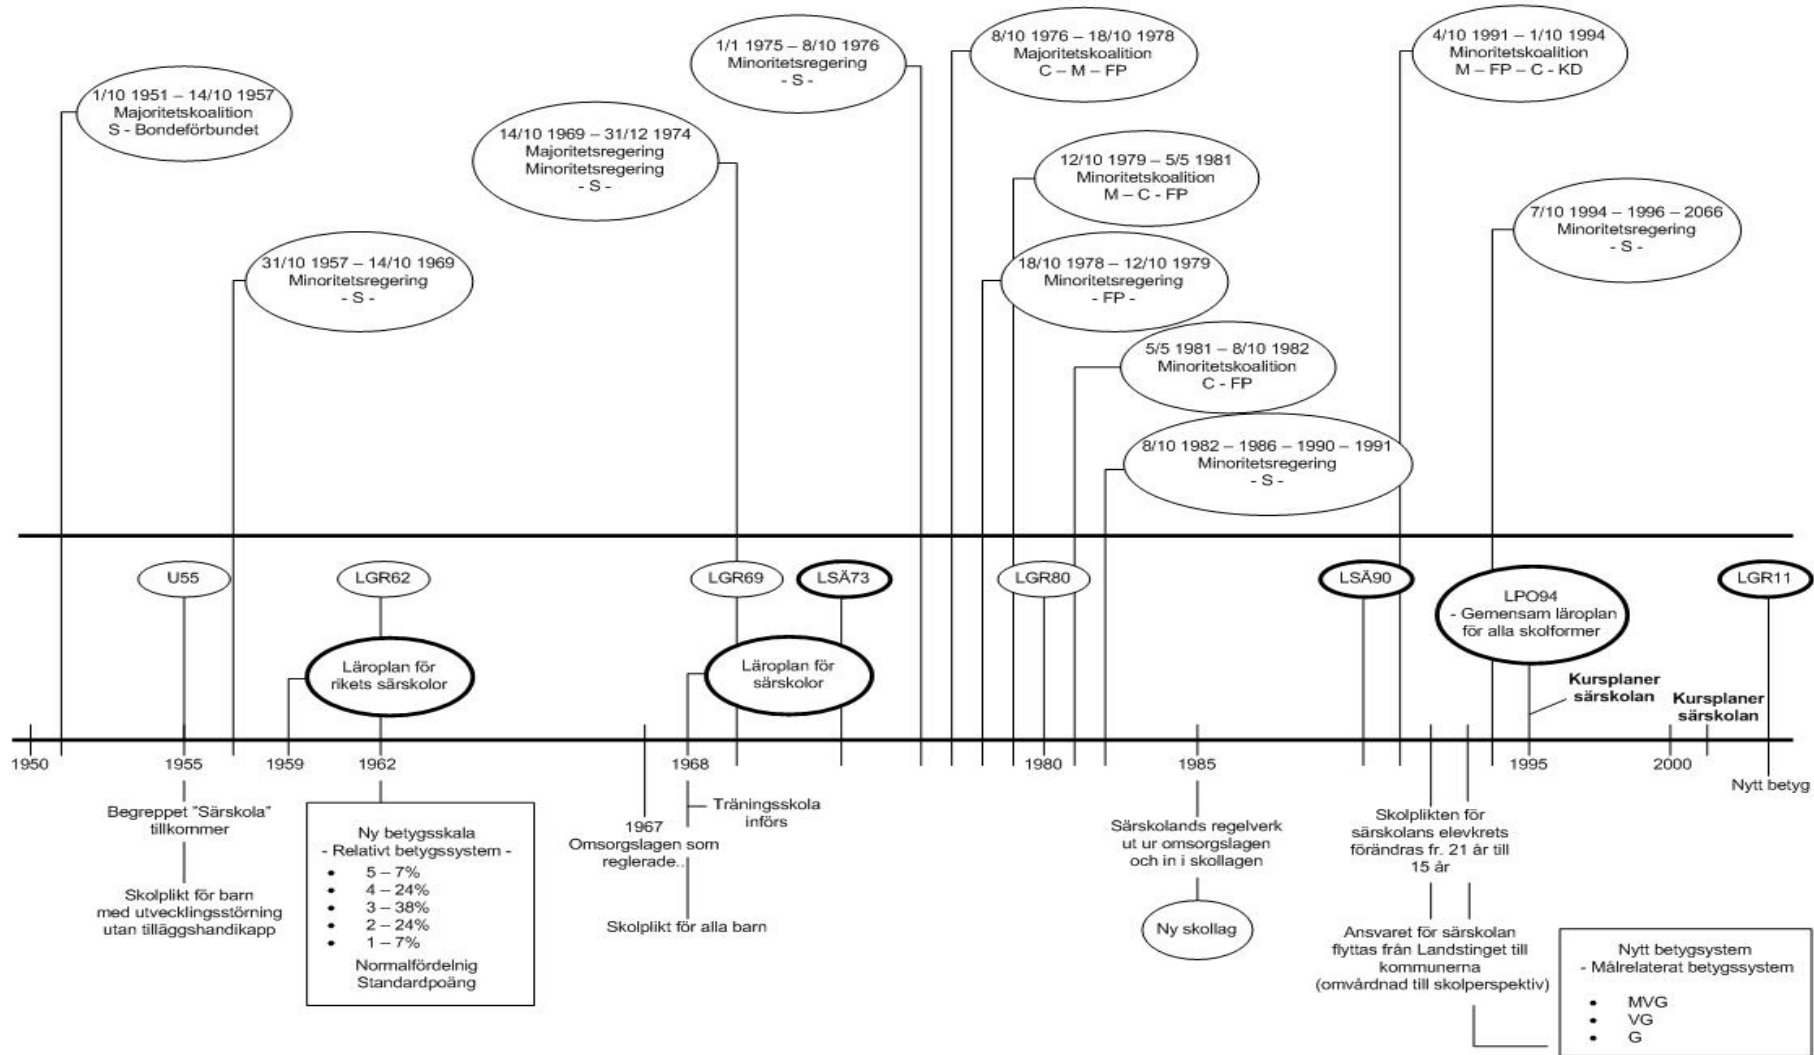 1/10 1951 – 14/10 1957
Majoritetskoalition
S - Bondeförbundet
31/10 1957 – 14/10 1969
Minoritetsregering
- S -
14/10 1969 – 31/12 1974
Majoritetsregering
Minoritetsregering
- S -
1/1 1975 – 8/10 1976
Minoritetsregering
- S -
8/10 1976 – 18/10 1978
Majoritetskoalition
C – M – FP
12/10 1979 – 5/5 1981
Minoritetskoalition
M – C - FP
18/10 1978 – 12/10 1979
Minoritetsregering
- FP -
5/5 1981 – 8/10 1982
Minoritetskoalition
C - FP
8/10 1982 – 1986 – 1990 – 1991
Minoritetsregering
- S -
4/10 1991 – 1/10 1994
Minoritetskoalition
M – FP – C - KD
7/10 1994 – 1996 – 2066
Minoritetsregering
- S -
U55
LGR62
LGR69
LSÄ73
LGR80
LSÄ90
LPO94
- Gemensam läroplan
för alla skolformer
LGR11
Läroplan för
rikets särskolor
Läroplan för
särskolor
Kursplaner
särskolan
Kursplaner
särskolan
1950
1955
1959
1962
1968
1980
1985
1995
2000
Nytt betyg
Begreppet "Särskola"
tillkommer
Skolplikt för barn
med utvecklingsstörning
utan tilläggshandikapp
Ny betygsskala
- Relativt betygssystem -
• 5 – 7%
• 4 – 24%
• 3 – 38%
• 2 – 24%
• 1 – 7%
Normalfördelnig
Standardpoäng
1967
Omsorgslagen som
reglerade..
Träningsskola
införs
Skolplikt för alla barn
Särskolands regelverk
ut ur omsorgslagen
och in i skollagen
Ny skollag
Skolplikten för
särskolans elevkrets
förändras fr. 21 år till
15 år
Ansvaret för särskolan
flyttas från Landstinget till
kommunerna
(omvårdnad till skolperspektiv)
Nytt betygsystem
- Målrelaterat betygssystem
• MVG
• VG
• G